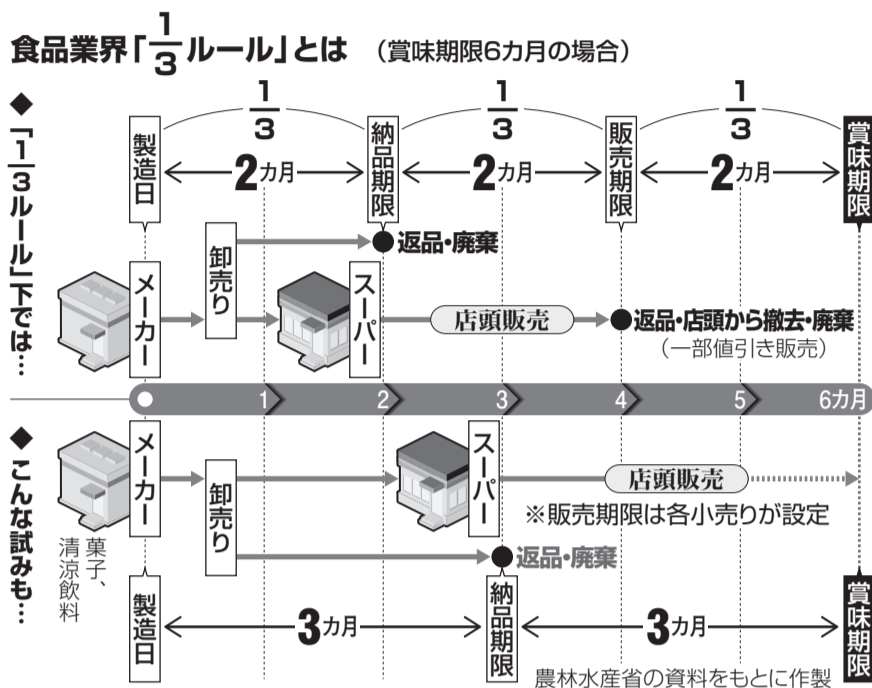 食品業界「1/3ルール」とは (賞味期限6カ月の場合)
◆「1/3ルール」下では…
1/3
1/3
1/3
製造日
2カ月
納品期限
2カ月
販売期限
2カ月
賞味期限
卸売り
返品・廃棄
メーカー
スーパー
店頭販売
返品・店頭から撤去・廃棄
(一部値引き販売)
1
2
3
4
5
6カ月
◆こんな試みも…
メーカー
卸売り
スーパー
店頭販売
※販売期限は各小売りが設定
菓子、
清涼飲料
返品・廃棄
製造日
3カ月
納品期限
3カ月
賞味期限
農林水産省の資料をもとに作製